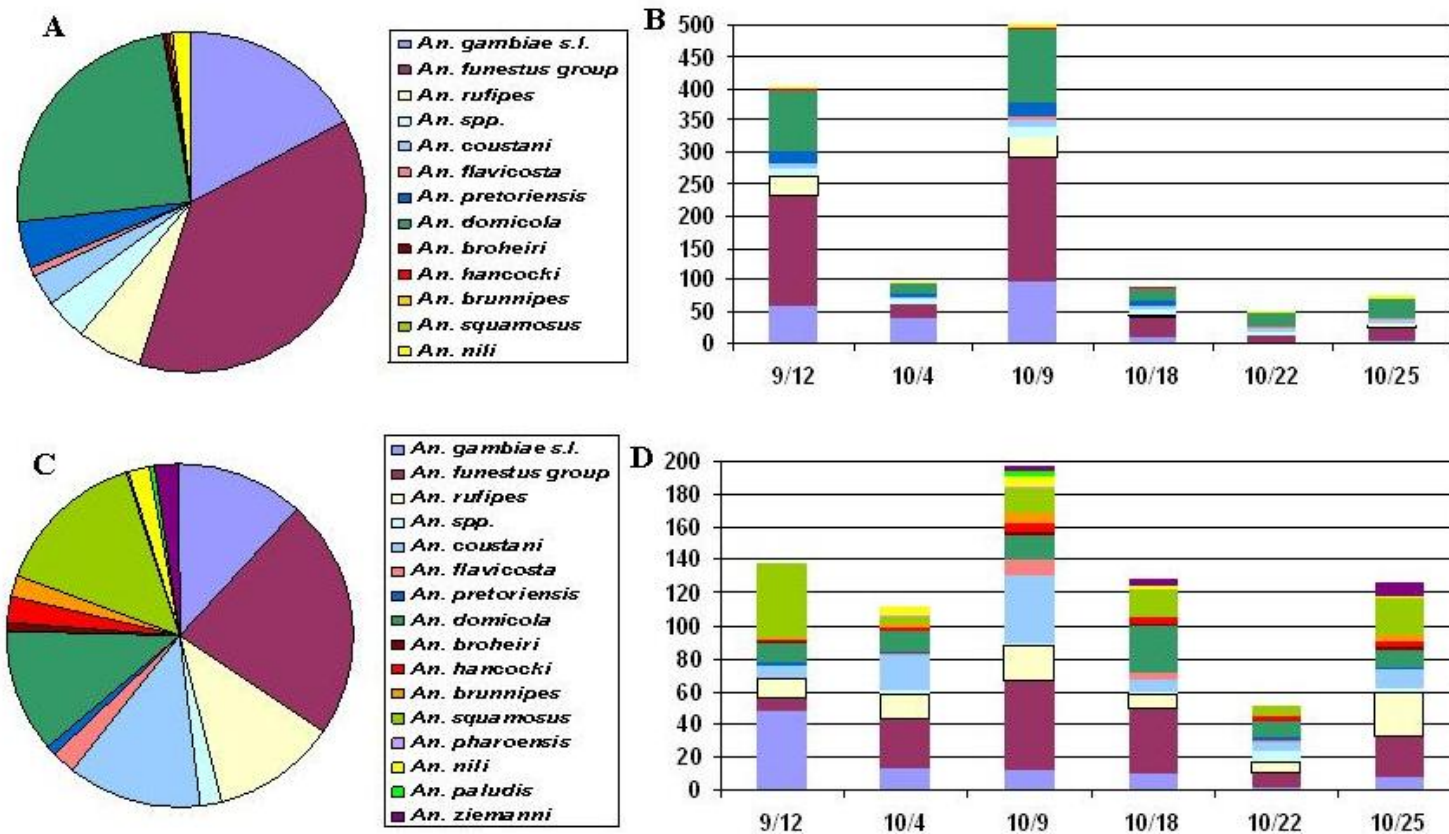 A
An. gambiae s.l.
An. funestus group
An. rufipes
An. spp.
An. coustani
An. flavicosta
An. pretoriensis
An. domicola
An. broheiri
An. hancocki
An. brunnipes
An. squamosus
An. nili
B
500
450
400
350
300
250
200
150
100
50
0
9/12 10/4 10/9 10/18 10/22 10/25
C
An. gambiae s.l.
An. funestus group
An. rufipes
An. spp.
An. coustani
An. flavicosta
An. pretoriensis
An. domicola
An. broheiri
An. hancocki
An. brunnipes
An. squamosus
An. pharoensis
An. nili
An. paludis
An. ziemanni
D
200
180
160
140
120
100
80
60
40
20
0
9/12 10/4 10/9 10/18 10/22 10/25